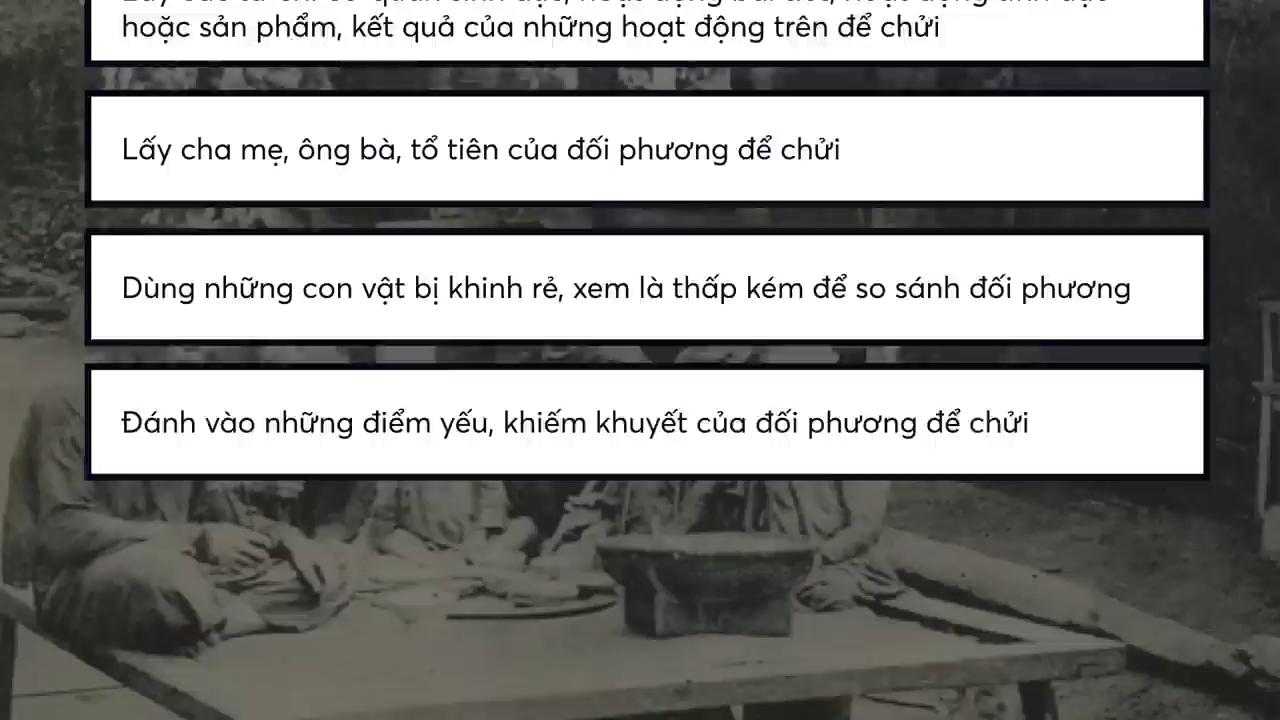 hoặc sản phẩm, kết quả của những hoạt động trên để chửi
Lấy cha mẹ, ông bà, tổ tiên của đối phương để chửi
Dùng những con vật bị khinh rẻ, xem là thấp kém để so sánh đối phương
Đánh vào những điểm yếu, khiếm khuyết của đối phương để chửi